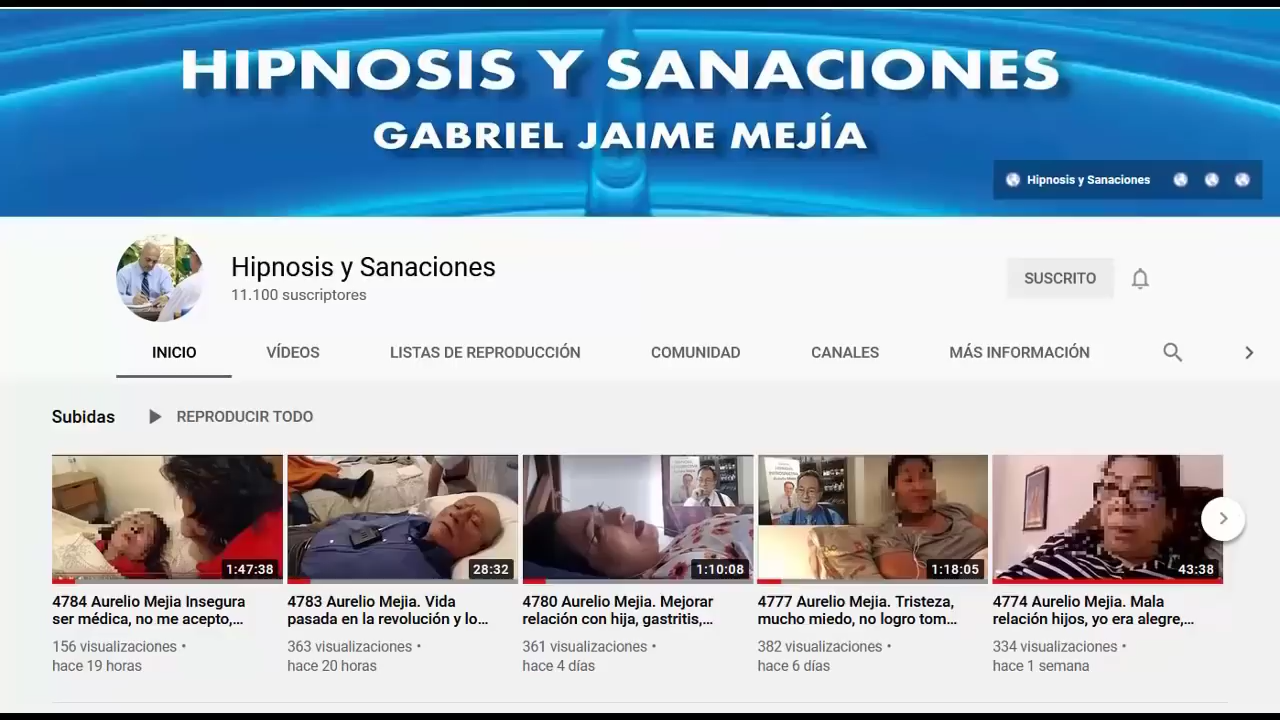 HIPNOSIS Y SANACIONES
GABRIEL JAIME MEJÍA
Hipnosis y Sanaciones
Hipnosis y Sanaciones
11.100 suscriptores
SUSCRITO
INICIO VÍDEOS LISTAS DE REPRODUCCIÓN COMUNIDAD CANALES MÁS INFORMACIÓN
Subidas REPRODUCIR TODO
1:47:38
4784 Aurelio Mejia Insegura
ser médica, no me acepto,...
156 visualizaciones •
hace 19 horas
28:32
4783 Aurelio Mejia. Vida
pasada en la revolución y lo...
363 visualizaciones •
hace 20 horas
1:10:08
4780 Aurelio Mejia. Mejorar
relación con hija, gastritis,...
361 visualizaciones •
hace 4 días
1:18:05
4777 Aurelio Mejia. Tristeza,
mucho miedo, no logro tom...
382 visualizaciones •
hace 6 días
43:38
4774 Aurelio Mejia. Mala
relación hijos, yo era alegre,...
334 visualizaciones •
hace 1 semana